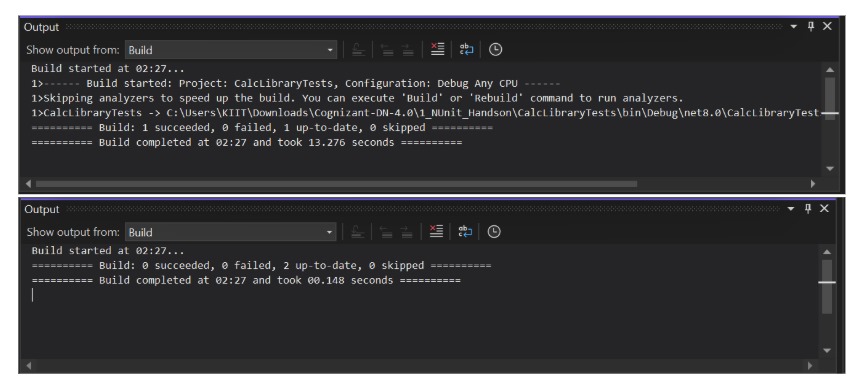 Output
Show output from: Build
Build started at 02:27...
1>------ Build started: Project: CalcLibraryTests, Configuration: Debug Any CPU ------
1>Skipping analyzers to speed up the build. You can execute 'Build' or 'Rebuild' command to run analyzers.
1>CalcLibraryTests -> C:\Users\KIIT\Downloads\Cognizant-DN-4.0\1_NUnit_Handson\CalcLibraryTests\bin\Debug\net8.0\CalcLibraryTest
========== Build: 1 succeeded, 0 failed, 1 up-to-date, 0 skipped ==========
========== Build completed at 02:27 and took 13.276 seconds ==========
Output
Show output from: Build
Build started at 02:27...
========== Build: 0 succeeded, 0 failed, 2 up-to-date, 0 skipped ==========
========== Build completed at 02:27 and took 00.148 seconds ==========